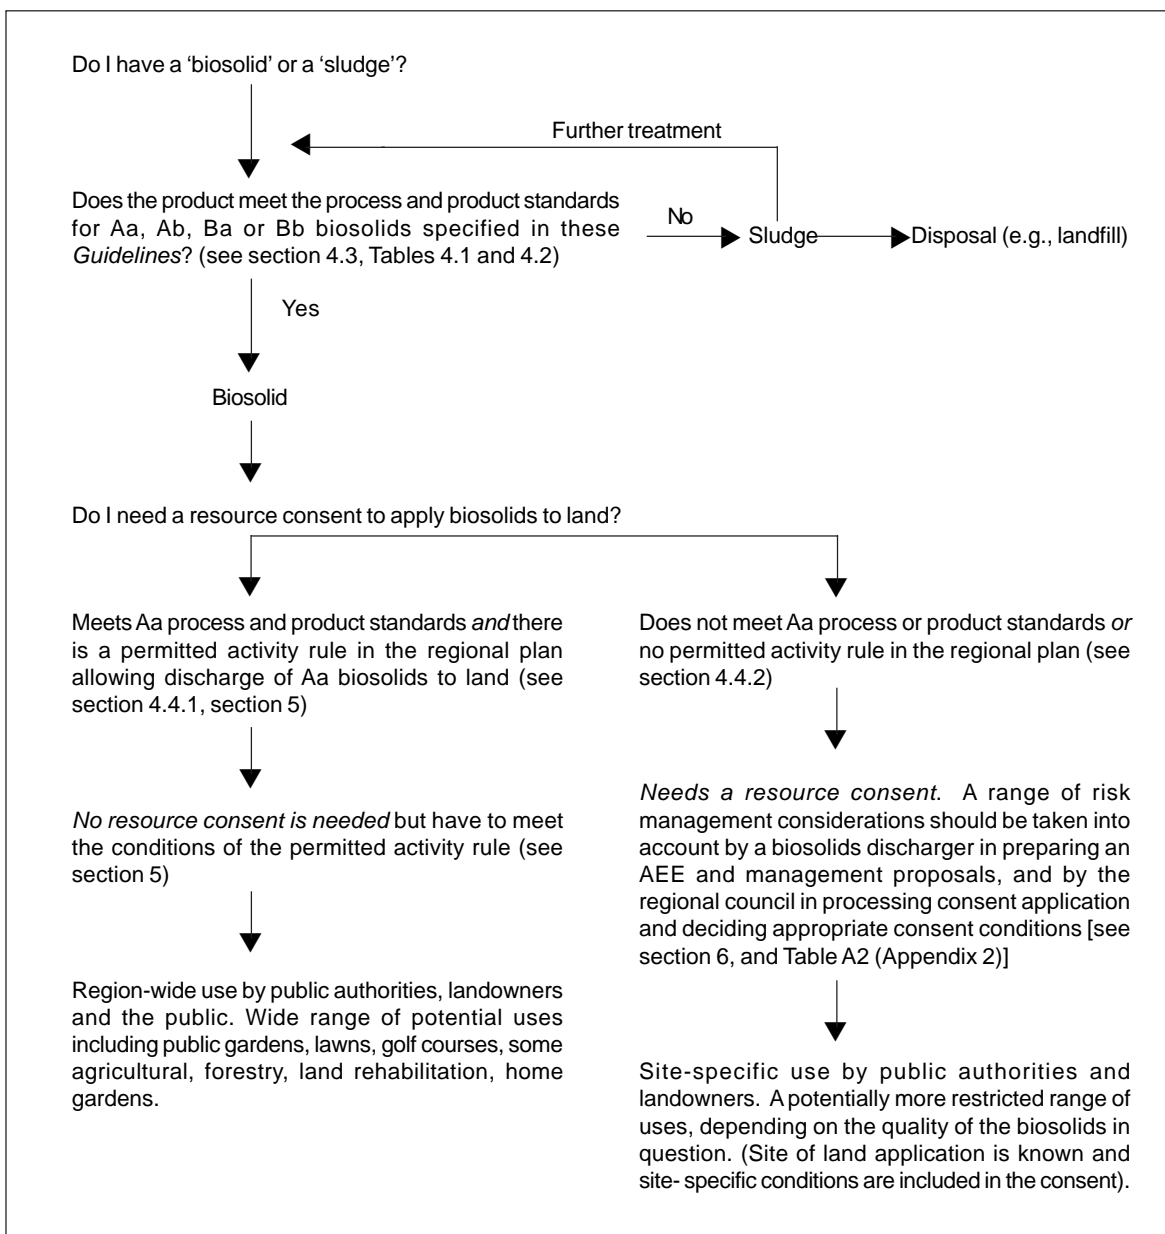 Do I have a ‘biosolid’ or a ‘sludge’?
Further treatment
Does the product meet the process and product standards
for Aa, Ab, Ba or Bb biosolids specified in these
Guidelines? (see section 4.3, Tables 4.1 and 4.2)
No
Sludge
Disposal (e.g., landfill)
Yes
Biosolid
Do I need a resource consent to apply biosolids to land?
Meets Aa process and product standards and there
is a permitted activity rule in the regional plan
allowing discharge of Aa biosolids to land (see
section 4.4.1, section 5)
No resource consent is needed but have to meet
the conditions of the permitted activity rule (see
section 5)
Region-wide use by public authorities, landowners
and the public. Wide range of potential uses
including public gardens, lawns, golf courses, some
agricultural, forestry, land rehabilitation, home
gardens.
Does not meet Aa process or product standards or
no permitted activity rule in the regional plan (see
section 4.4.2)
Needs a resource consent. A range of risk
management considerations should be taken into
account by a biosolids discharger in preparing an
AEE and management proposals, and by the
regional council in processing consent application
and deciding appropriate consent conditions [see
section 6, and Table A2 (Appendix 2)]
Site-specific use by public authorities and
landowners. A potentially more restricted range of
uses, depending on the quality of the biosolids in
question. (Site of land application is known and
site- specific conditions are included in the consent).